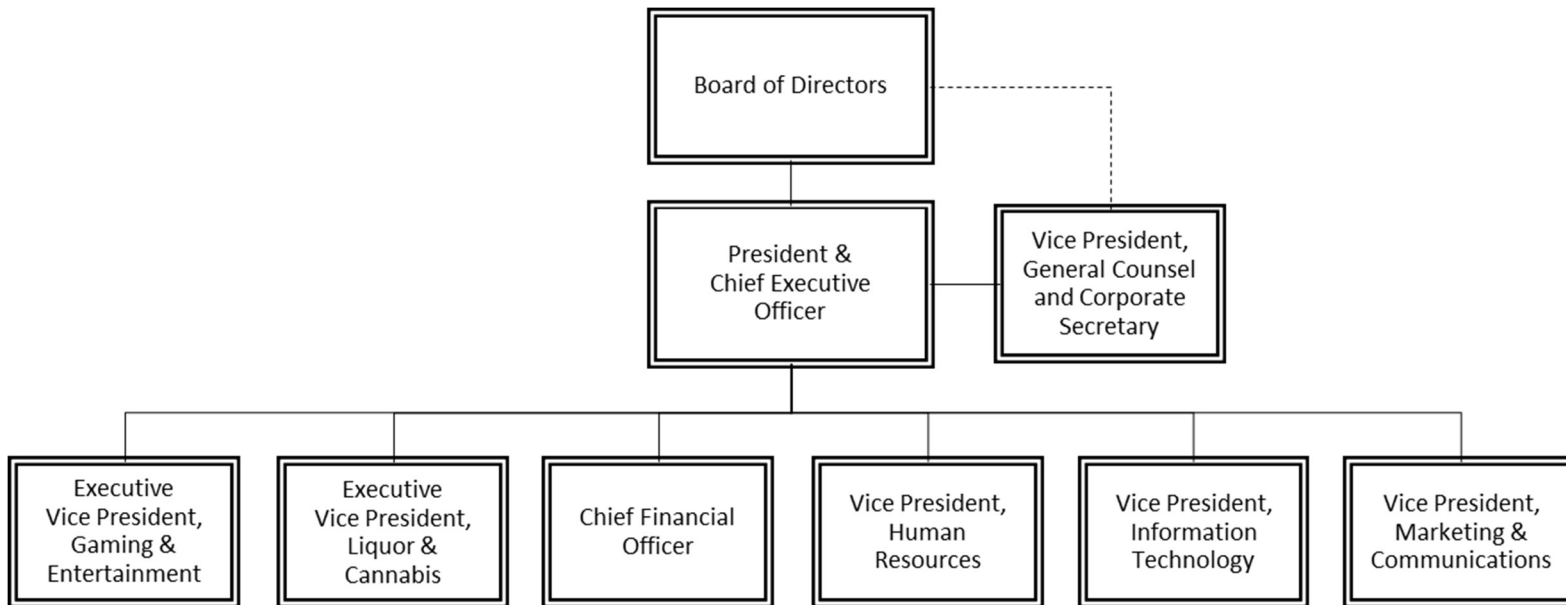 Board of Directors
President &
Chief Executive
Officer
Vice President,
General Counsel
and Corporate
Secretary
Executive
Vice President,
Gaming &
Entertainment
Executive
Vice President,
Liquor &
Cannabis
Chief Financial
Officer
Vice President,
Human
Resources
Vice President,
Information
Technology
Vice President,
Marketing &
Communications